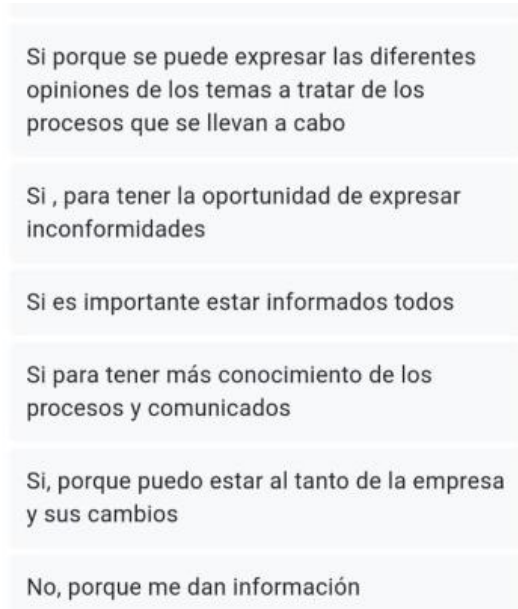 Si porque se puede expresar las diferentes
opiniones de los temas a tratar de los
procesos que se llevan a cabo
Si , para tener la oportunidad de expresar
inconformidades
Si es importante estar informados todos
Si para tener más conocimiento de los
procesos y comunicados
Si, porque puedo estar al tanto de la empresa
y sus cambios
No, porque me dan información